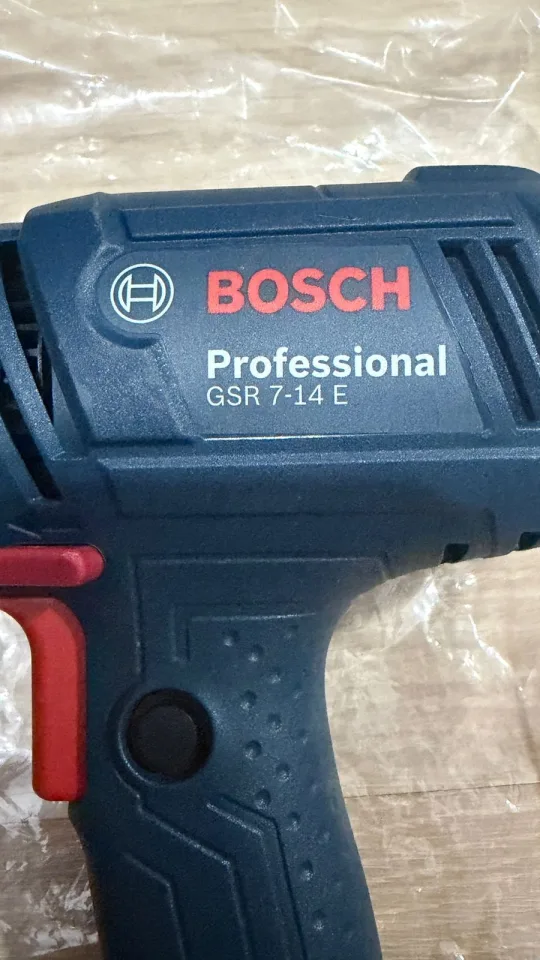 BOSCH
Professional
GSR 7-14 E